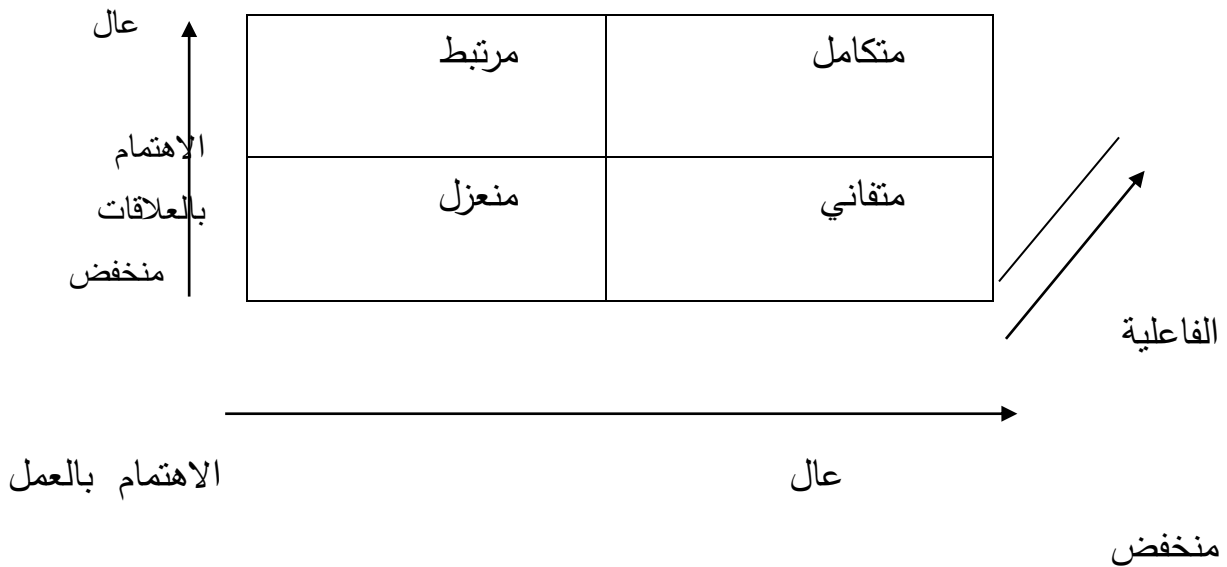 عال
متكامل مرتبط
الاهتمام
بالعلاقات
متفاني منعزل
منخفض
الفاعلية
الاهتمام بالعمل عال
منخفض